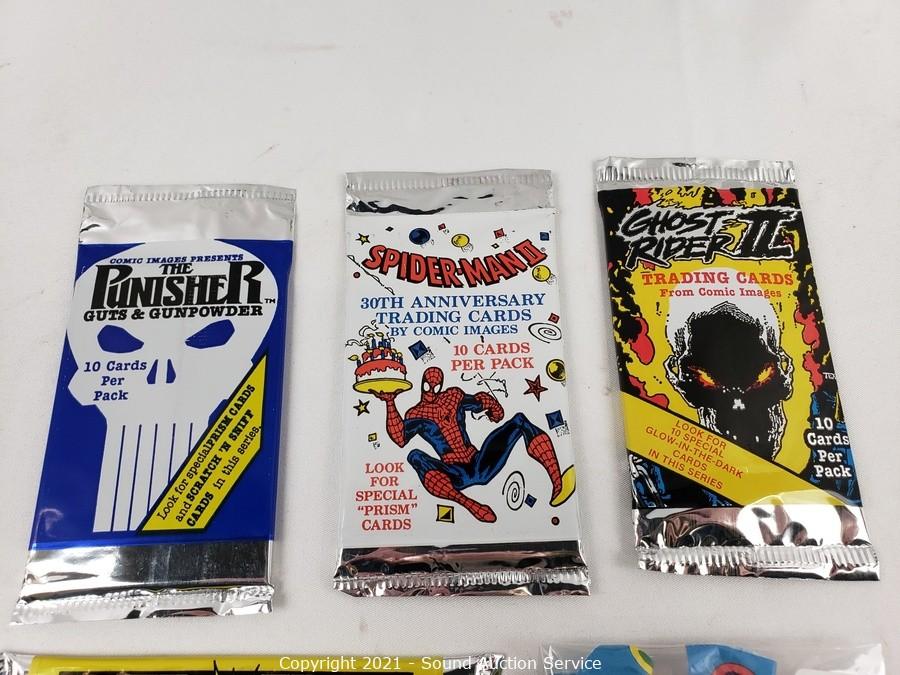 COMIC IMAGES PRESENTS
THE
PUNISHER™
GUTS & GUNPOWDER
10 Cards
Per
Pack
Look for special PRISM CARDS
and SCRATCH 'N SNIFF
CARDS in this series.
SPIDER-MAN II
30TH ANNIVERSARY
TRADING CARDS
BY COMIC IMAGES
10 CARDS
PER PACK
LOOK
FOR
SPECIAL
"PRISM"
CARDS
GHOST
RIDER II
TRADING CARDS
From Comic Images
LOOK FOR
10 SPECIAL
GLOW-IN-THE-DARK
CARDS
IN THIS SERIES
10
Cards
Per
Pack
Copyright 2021 - Sound Auction Service